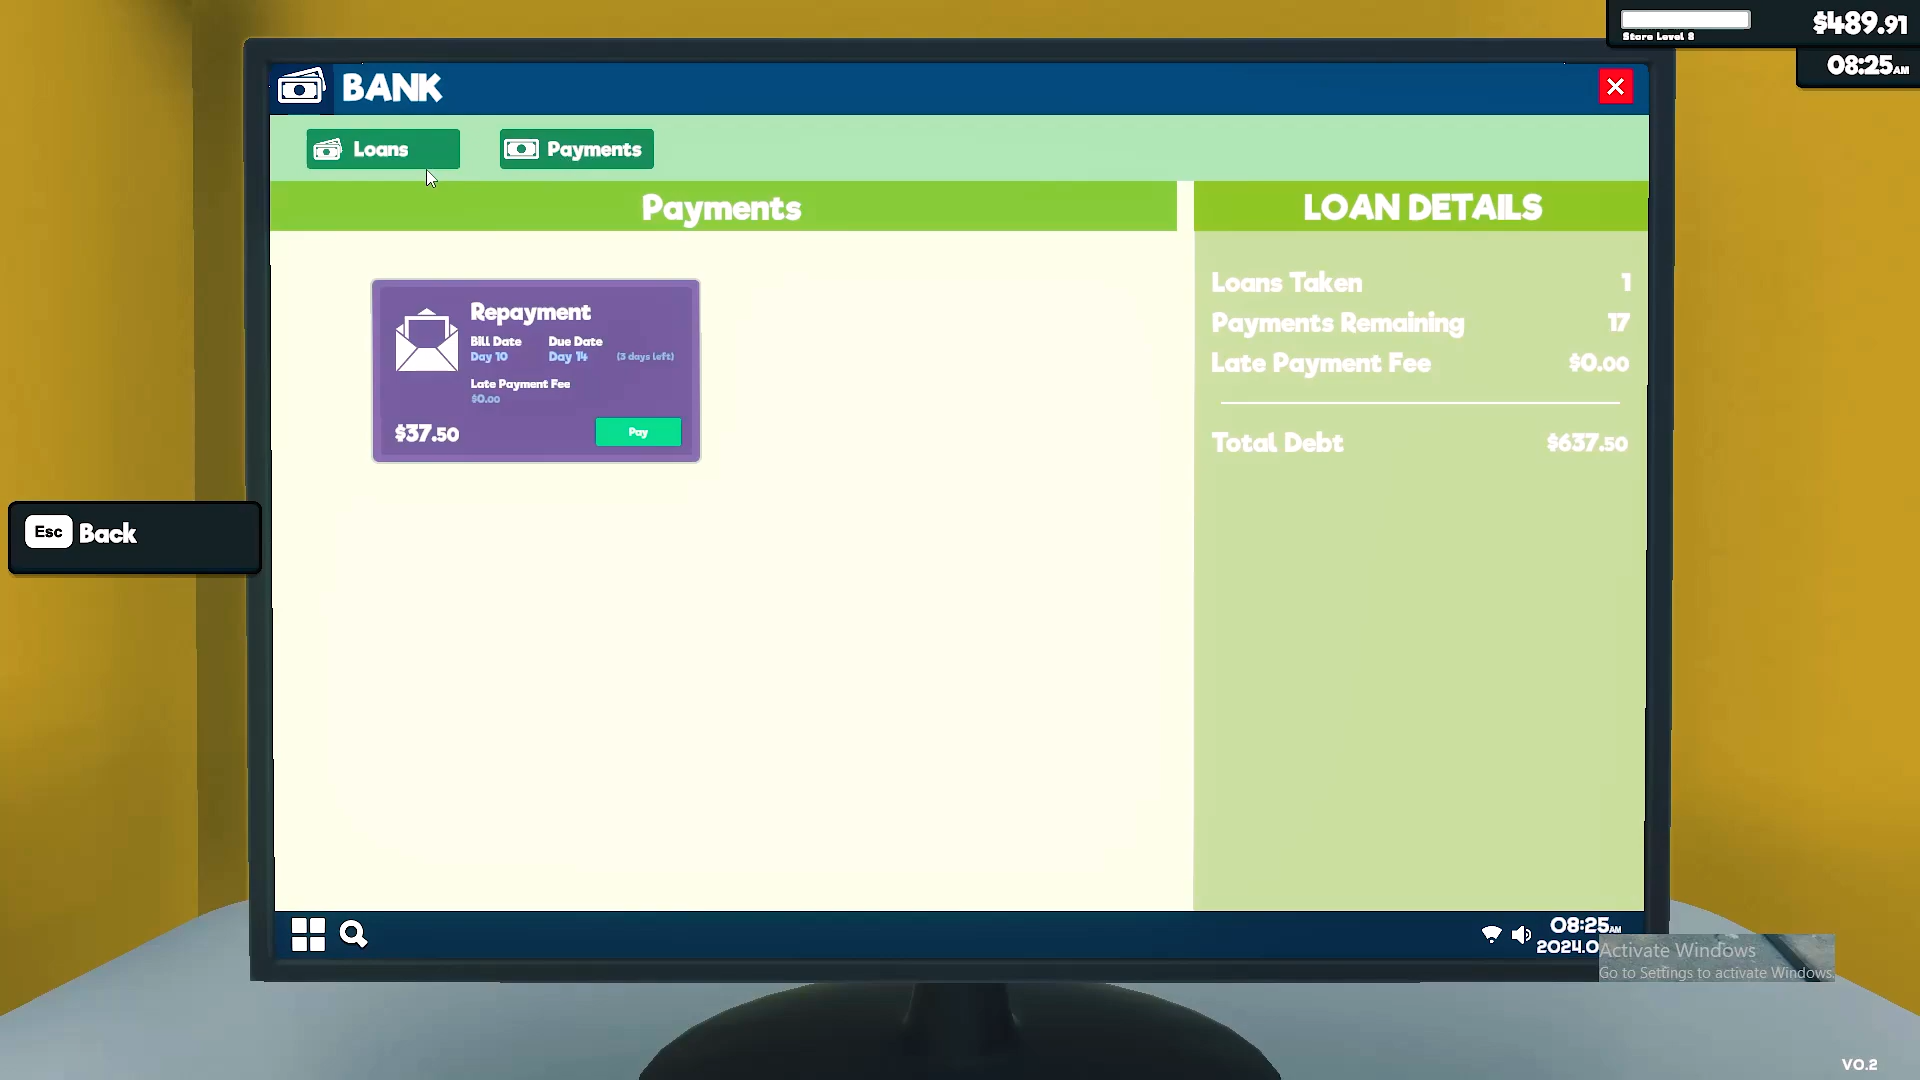 Store Level 8
$489.91
08:25AM
BANK
Loans
Payments
Payments
LOAN DETAILS
Repayment
Bill Date
Due Date
Day 10
Day 14
(3 days left)
Late Payment Fee
$0.00
$37.50
Pay
Loans Taken
1
Payments Remaining
17
Late Payment Fee
$0.00
Total Debt
$637.50
Esc
Back
08:25AM
2024.0
Activate Windows
Go to Settings to activate Windows.
V0.2